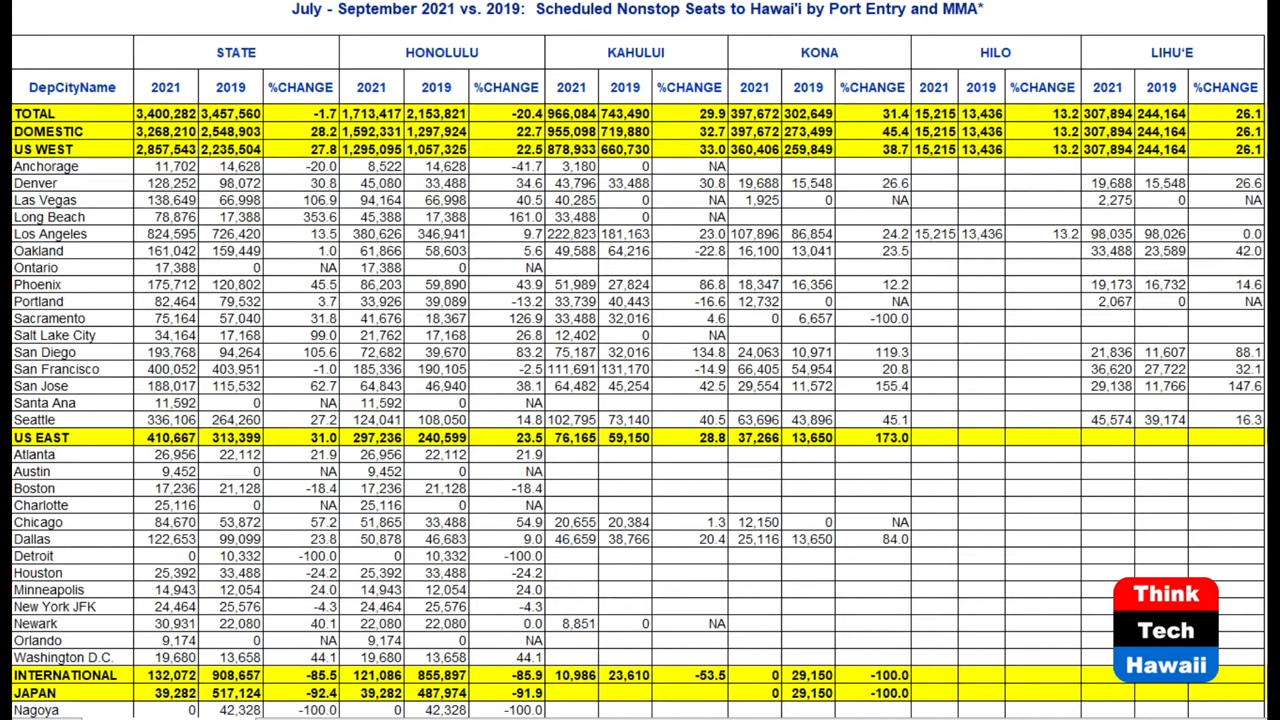 July - September 2021 vs. 2019: Scheduled Nonstop Seats to Hawai'i by Port Entry and MMA*
STATE HONOLULU KAHULUI KONA HILO LIHU'E
DepCityName 2021 2019 %CHANGE 2021 2019 %CHANGE 2021 2019 %CHANGE 2021 2019 %CHANGE 2021 2019 %CHANGE 2021 2019 %CHANGE
TOTAL 3,400,282 3,457,560 -1.7 1,713,417 2,153,821 -20.4 966,084 743,490 29.9 397,672 302,649 31.4 15,215 13,436 13.2 307,894 244,164 26.1
DOMESTIC 3,268,210 2,548,903 28.2 1,592,331 1,297,924 22.7 955,098 719,880 32.7 397,672 273,499 45.4 15,215 13,436 13.2 307,894 244,164 26.1
US WEST 2,857,543 2,235,504 27.8 1,295,095 1,057,325 22.5 878,933 660,730 33.0 360,406 259,849 38.7 15,215 13,436 13.2 307,894 244,164 26.1
Anchorage 11,702 14,628 -20.0 8,522 14,628 -41.7 3,180 0 NA
Denver 128,252 98,072 30.8 45,080 33,488 34.6 43,796 33,488 30.8 19,688 15,548 26.6 19,688 15,548 26.6
Las Vegas 138,649 66,998 106.9 94,164 66,998 40.5 40,285 0 NA 1,925 0 NA 2,275 0 NA
Long Beach 78,876 17,388 353.6 45,388 17,388 161.0 33,488 0 NA
Los Angeles 824,595 726,420 13.5 380,626 346,941 9.7 222,823 181,163 23.0 107,896 86,854 24.2 15,215 13,436 13.2 98,035 98,026 0.0
Oakland 161,042 159,449 1.0 61,866 58,603 5.6 49,588 64,216 -22.8 16,100 13,041 23.5 33,488 23,589 42.0
Ontario 17,388 0 NA 17,388 0 NA
Phoenix 175,712 120,802 45.5 86,203 59,890 43.9 51,989 27,824 86.8 18,347 16,356 12.2 19,173 16,732 14.6
Portland 82,464 79,532 3.7 33,926 39,089 -13.2 33,739 40,443 -16.6 12,732 0 NA 2,067 0 NA
Sacramento 75,164 57,040 31.8 41,676 18,367 126.9 33,488 32,016 4.6 0 6,657 -100.0
Salt Lake City 34,164 17,168 99.0 21,762 17,168 26.8 12,402 0 NA
San Diego 193,768 94,264 105.6 72,682 39,670 83.2 75,187 32,016 134.8 24,063 10,971 119.3 21,836 11,607 88.1
San Francisco 400,052 403,951 -1.0 185,336 190,105 -2.5 111,691 131,170 -14.9 66,405 54,954 20.8 36,620 27,722 32.1
San Jose 188,017 115,532 62.7 64,843 46,940 38.1 64,482 45,254 42.5 29,554 11,572 155.4 29,138 11,766 147.6
Santa Ana 11,592 0 NA 11,592 0 NA
Seattle 336,106 264,260 27.2 124,041 108,050 14.8 102,795 73,140 40.5 63,696 43,896 45.1 45,574 39,174 16.3
US EAST 410,667 313,399 31.0 297,236 240,599 23.5 76,165 59,150 28.8 37,266 13,650 173.0
Atlanta 26,956 22,112 21.9 26,956 22,112 21.9
Austin 9,452 0 NA 9,452 0 NA
Boston 17,236 21,128 -18.4 17,236 21,128 -18.4
Charlotte 25,116 0 NA 25,116 0 NA
Chicago 84,670 53,872 57.2 51,865 33,488 54.9 20,655 20,384 1.3 12,150 0 NA
Dallas 122,653 99,099 23.8 50,878 46,683 9.0 46,659 38,766 20.4 25,116 13,650 84.0
Detroit 0 10,332 -100.0 0 10,332 -100.0
Houston 25,392 33,488 -24.2 25,392 33,488 -24.2
Minneapolis 14,943 12,054 24.0 14,943 12,054 24.0
New York JFK 24,464 25,576 -4.3 24,464 25,576 -4.3
Newark 30,931 22,080 40.1 22,080 22,080 0.0 8,851 0 NA
Orlando 9,174 0 NA 9,174 0 NA
Washington D.C. 19,680 13,658 44.1 19,680 13,658 44.1
INTERNATIONAL 132,072 908,657 -85.5 121,086 855,897 -85.9 10,986 23,610 -53.5 0 29,150 -100.0
JAPAN 39,282 517,124 -92.4 39,282 487,974 -91.9 0 29,150 -100.0
Nagoya 0 42,328 -100.0 0 42,328 -100.0
Think
Tech
Hawaii